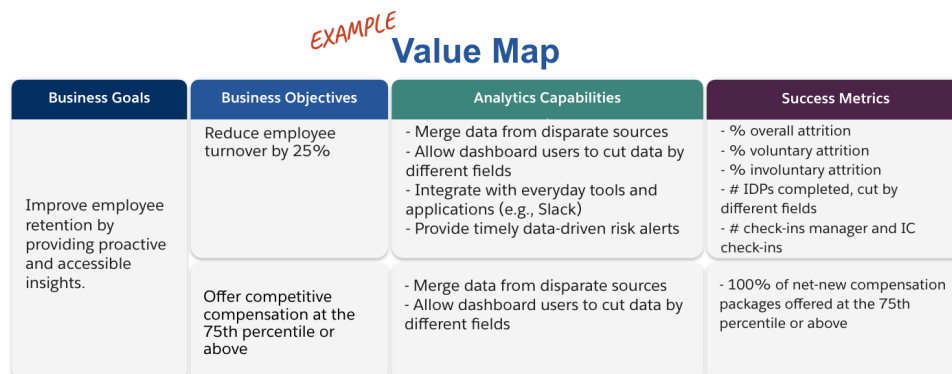 EXAMPLE
Value Map
Business Goals
Business Objectives
Analytics Capabilities
Success Metrics
Improve employee
retention by
providing proactive
and accessible
insights.
Reduce employee
turnover by 25%
- Merge data from disparate sources
- Allow dashboard users to cut data by
different fields
- Integrate with everyday tools and
applications (e.g., Slack)
- Provide timely data-driven risk alerts
- % overall attrition
- % voluntary attrition
- % involuntary attrition
- # IDPs completed, cut by
different fields
- # check-ins manager and IC
check-ins
Offer competitive
compensation at the
75th percentile or
above
- Merge data from disparate sources
- Allow dashboard users to cut data by
different fields
- 100% of net-new compensation
packages offered at the 75th
percentile or above